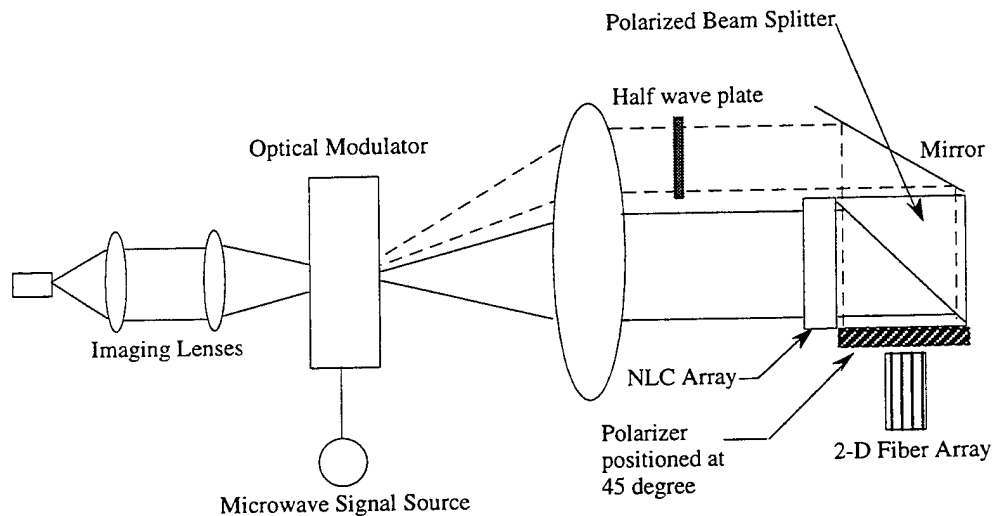 Polarized Beam Splitter
Half wave plate
Optical Modulator
Mirror
Imaging Lenses
NLC Array
Polarizer
positioned at
45 degree
2-D Fiber Array
Microwave Signal Source